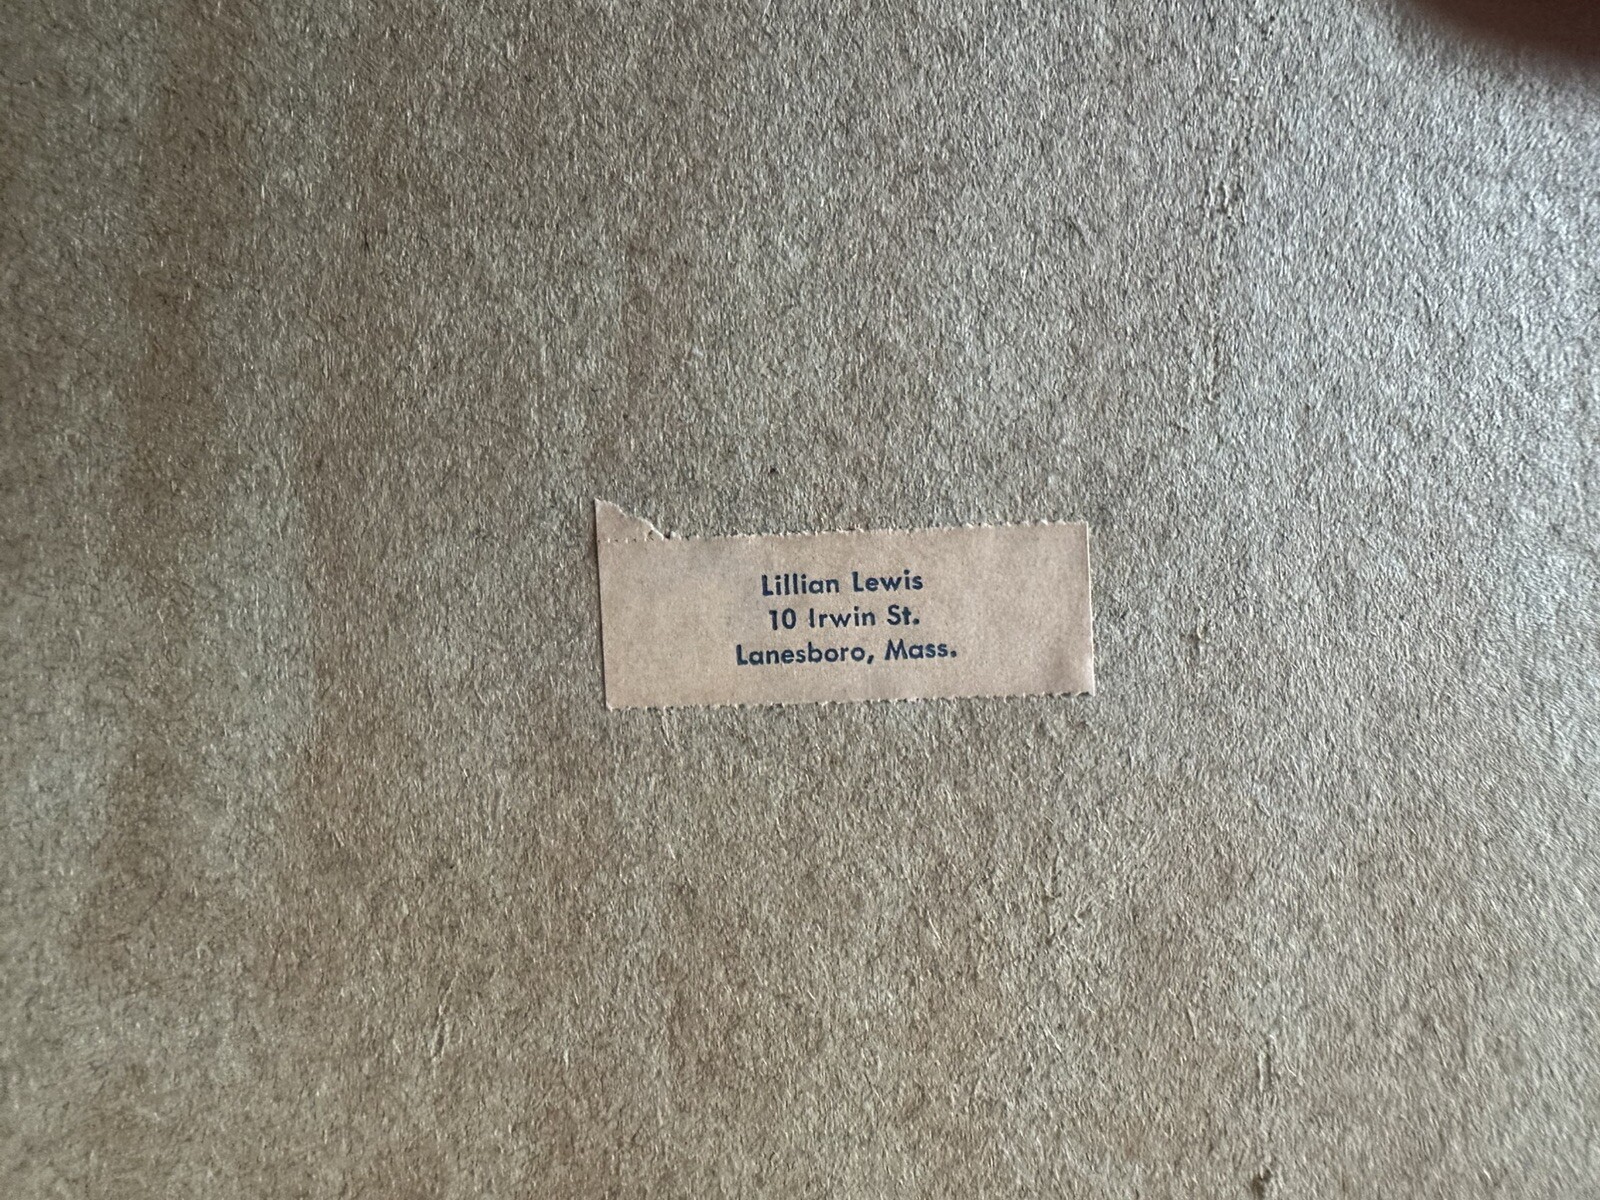 Lillian Lewis
10 Irwin St.
Lanesboro, Mass.